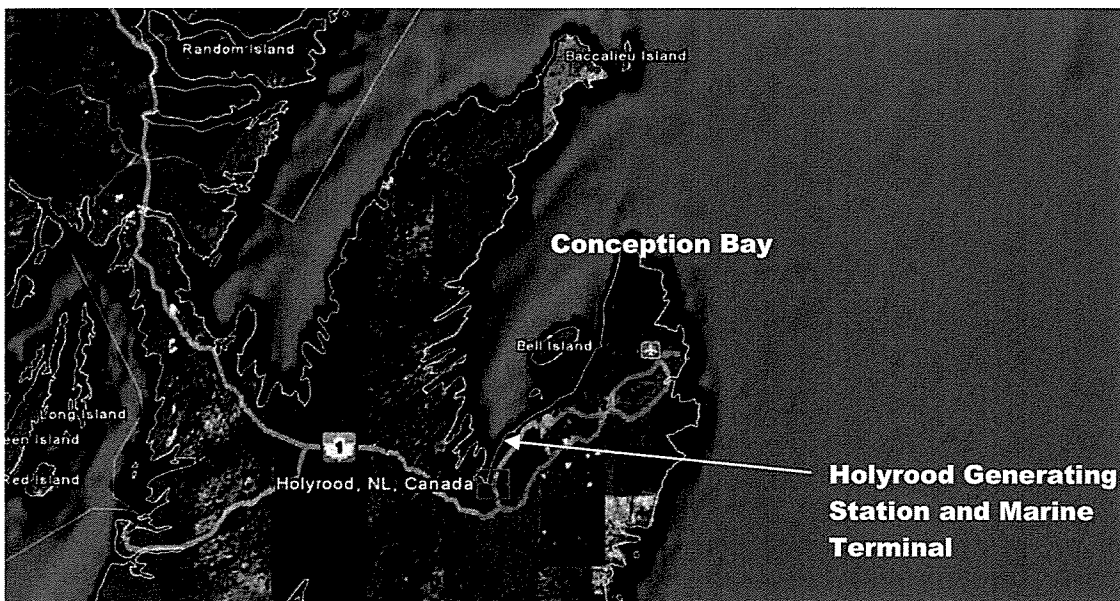 Random Island
Baccalieu Island
Conception Bay
Bell Island
Long Island
een Island
Red Island
1
Holyrood, NL, Canada
Holyrood Generating
Station and Marine
Terminal